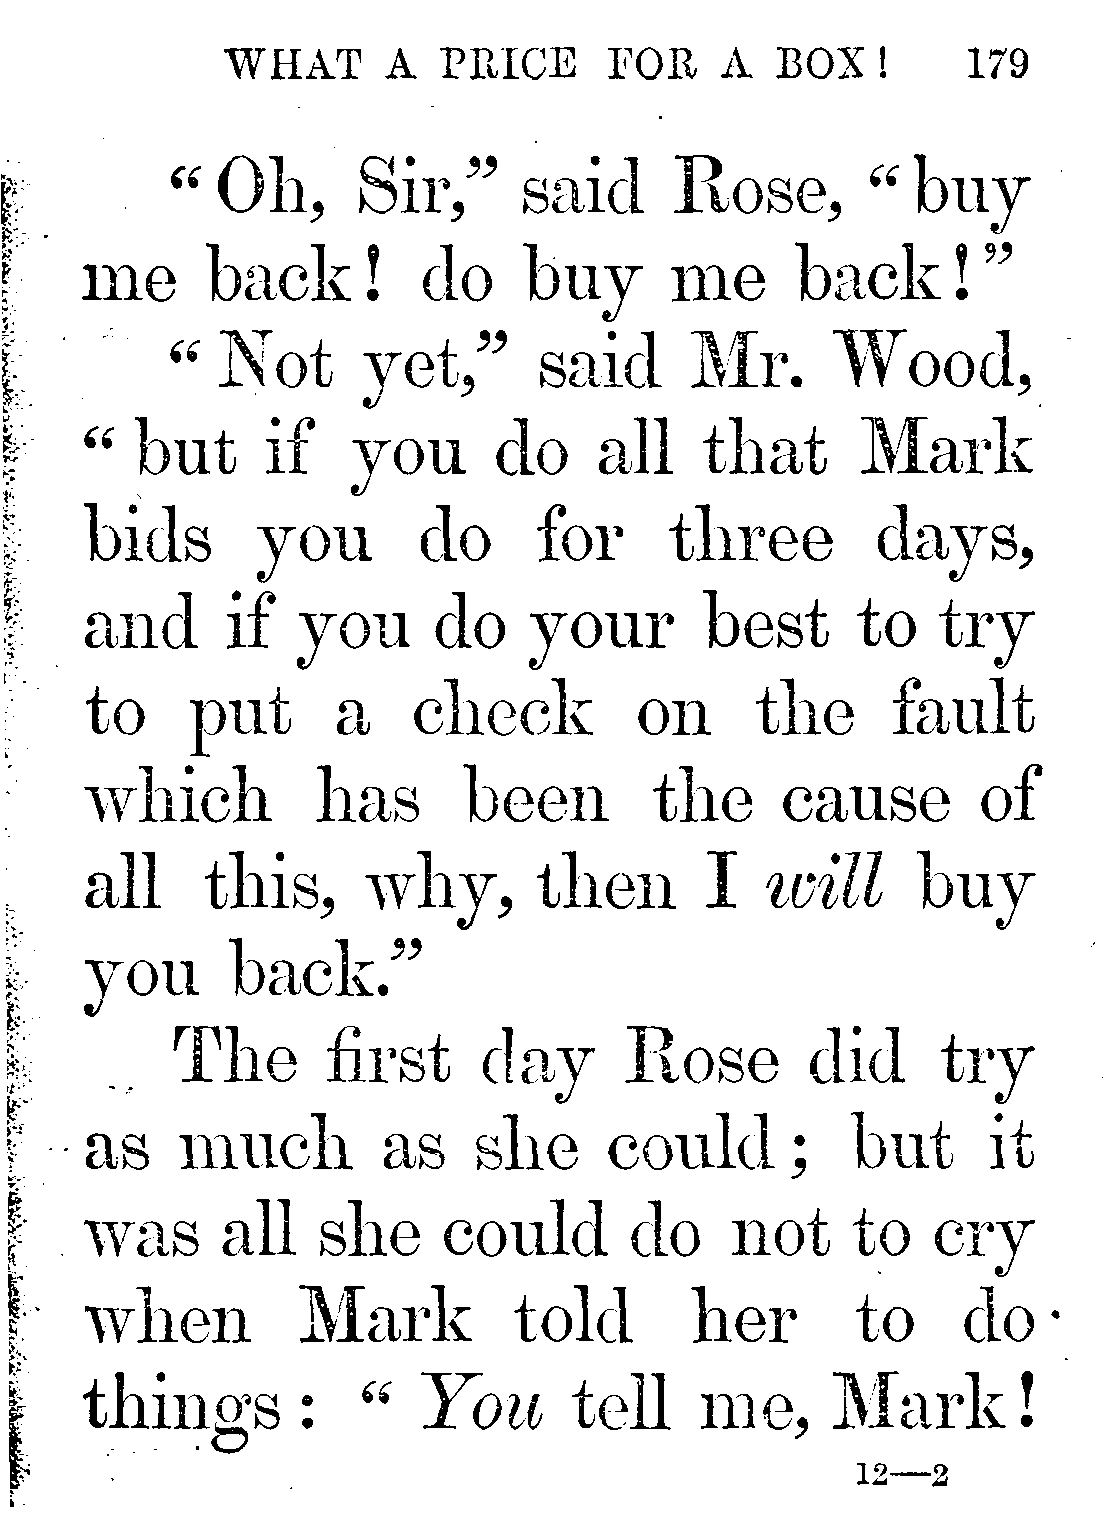 WHAT A PRICE FOR A BOX! 179
“Oh, Sir,” said Rose, “buy
me back! do buy me back!”
“Not yet,” said Mr. Wood,
“but if you do all that Mark
bids you do for three days,
and if you do your best to try
to put a check on the fault
which has been the cause of
all this, why, then I will buy
you back.”
The first day Rose did try
as much as she could; but it
was all she could do not to cry
when Mark told her to do
things: “You tell me, Mark!
12—2